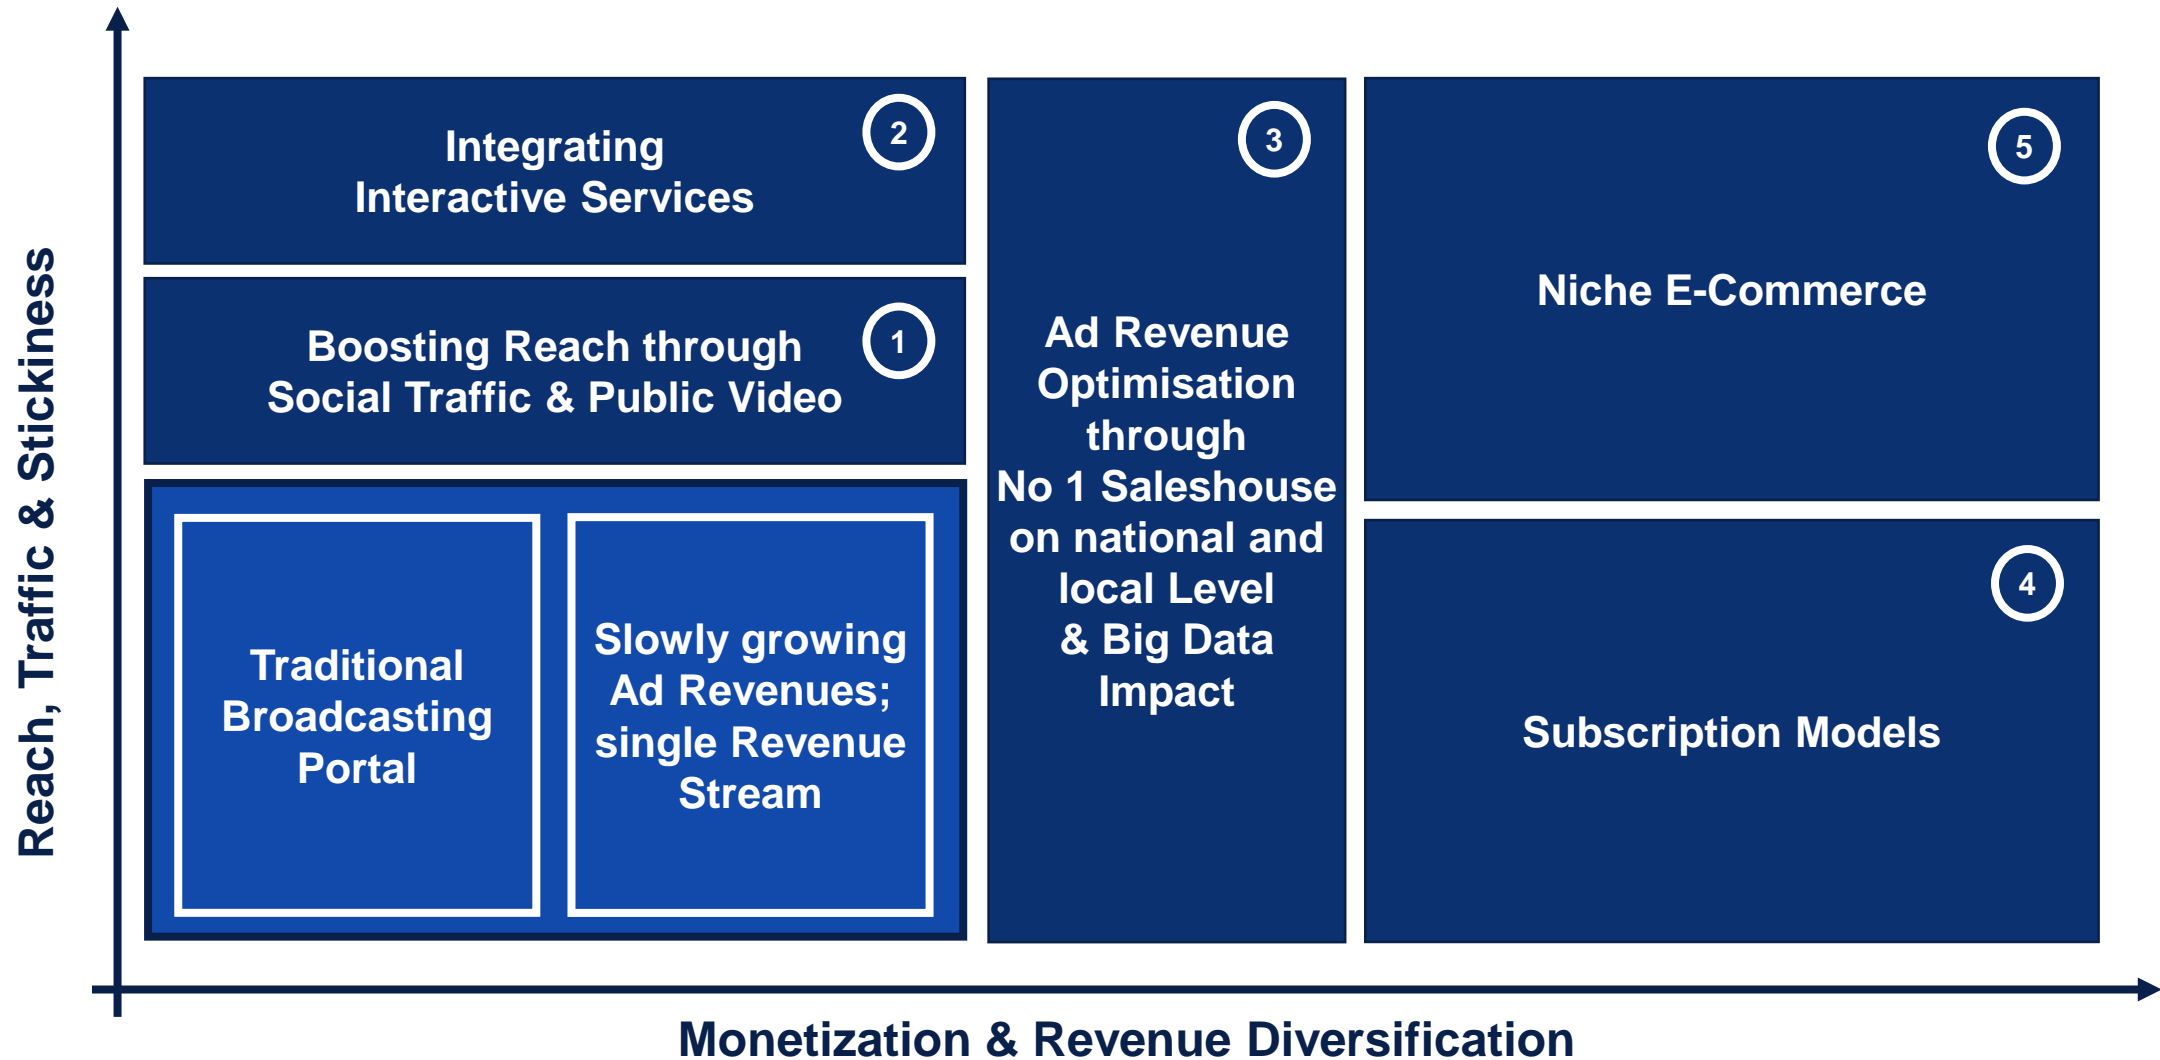 Reach, Traffic & Stickiness
Integrating
Interactive Services
2
Boosting Reach through
Social Traffic & Public Video
1
Traditional
Broadcasting
Portal
Slowly growing
Ad Revenues;
single Revenue
Stream
3
Ad Revenue
Optimisation
through
No 1 Saleshouse
on national and
local Level
& Big Data
Impact
5
Niche E-Commerce
4
Subscription Models
Monetization & Revenue Diversification